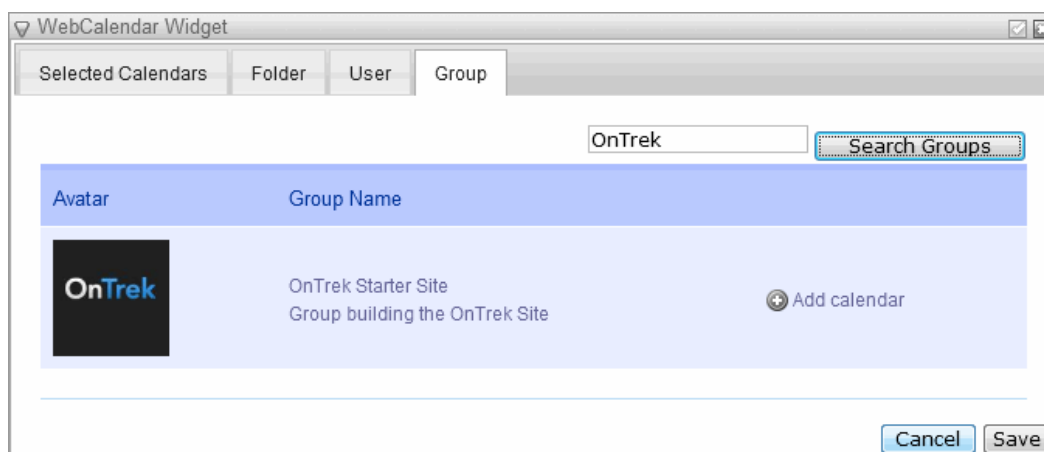 WebCalendar Widget
Selected Calendars Folder User Group
OnTrek Search Groups
Avatar Group Name
OnTrek
OnTrek Starter Site
Group building the OnTrek Site
Add calendar
Cancel Save